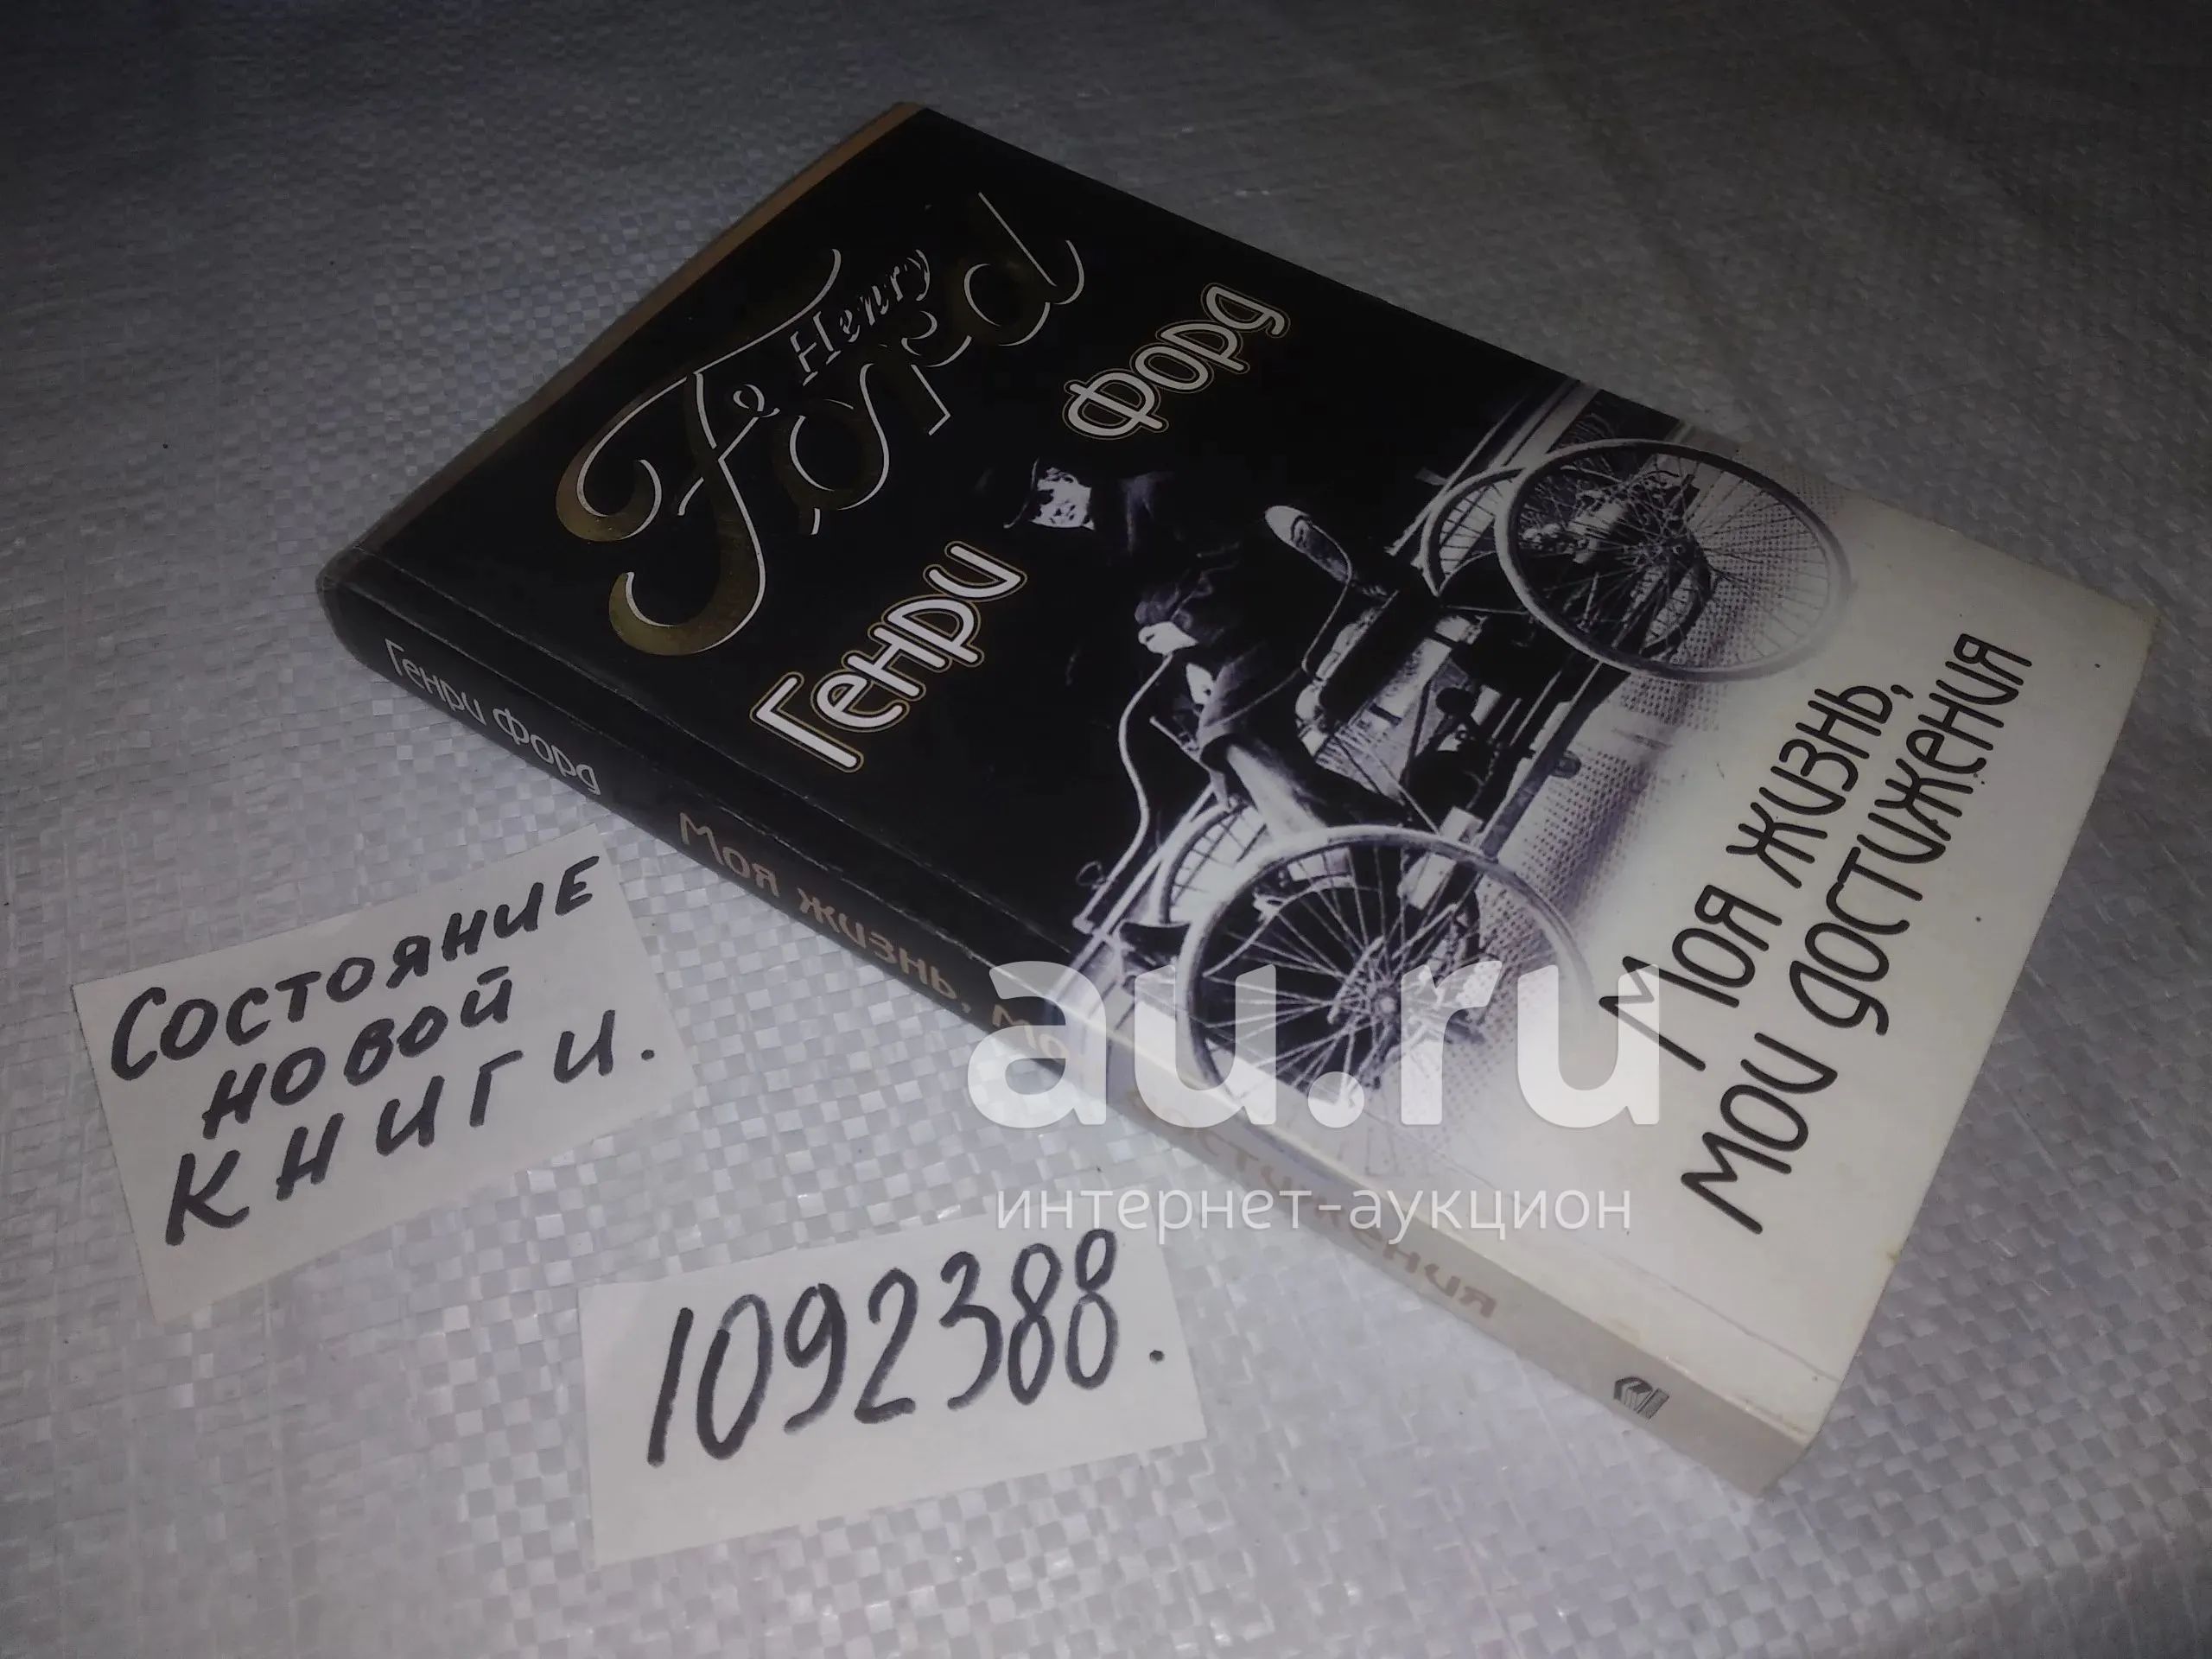 Henry
Ford
Генри Форд
Моя жизнь,
мои достижения
Генри Форд Моя жизнь, мои достижения
Состояние
новой
книги.
1092388.
au.ru
интернет-аукцион